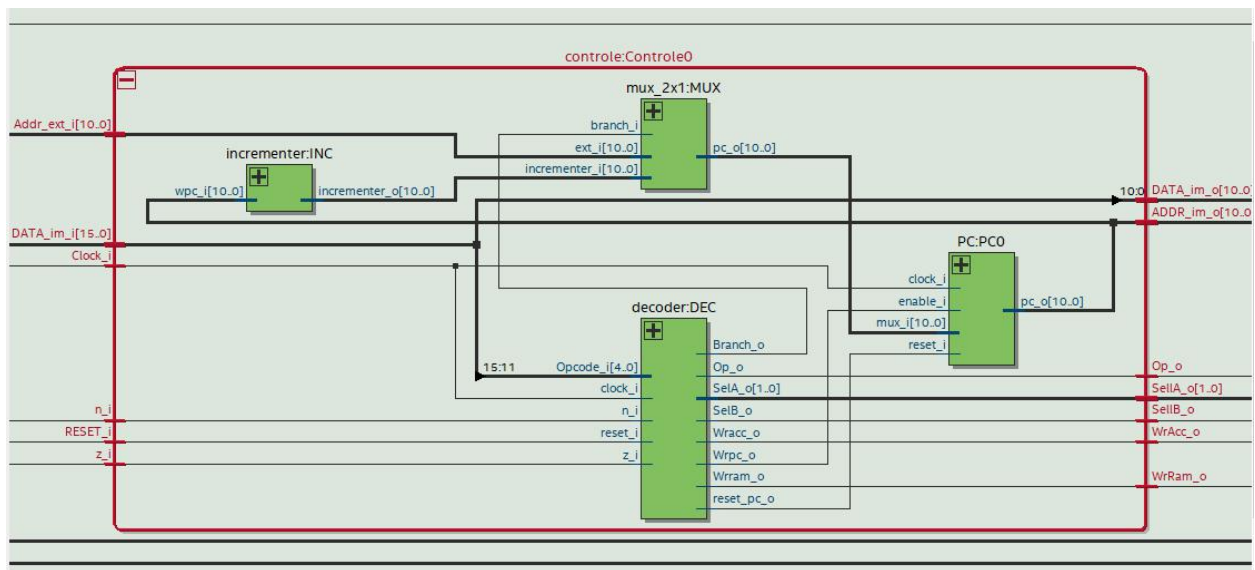 controle:Controle0
mux_2x1:MUX
Addr_ext_i[10..0]
branch_i
ext_i[10..0]
pc_o[10..0]
incrementer_i[10..0]
incrementer:INC
wpc_i[10..0]
incrementer_o[10..0]
10:0
DATA_im_o[10..0]
ADDR_im_o[10..0
DATA_im_i[15..0]
Clock_i
PC:PC0
clock_i
enable_i
pc_o[10..0]
mux_i[10..0]
reset_i
decoder:DEC
Branch_o
15:11
Opcode_i[4..0]
Op_o
Op_o
clock_i
SelA_o[1..0]
SellA_o[1..0]
n_i
n_i
SelB_o
SellB_o
RESET_i
reset_i
Wracc_o
WrAcc_o
z_i
z_i
Wrpc_o
Wrram_o
WrRam_o
reset_pc_o